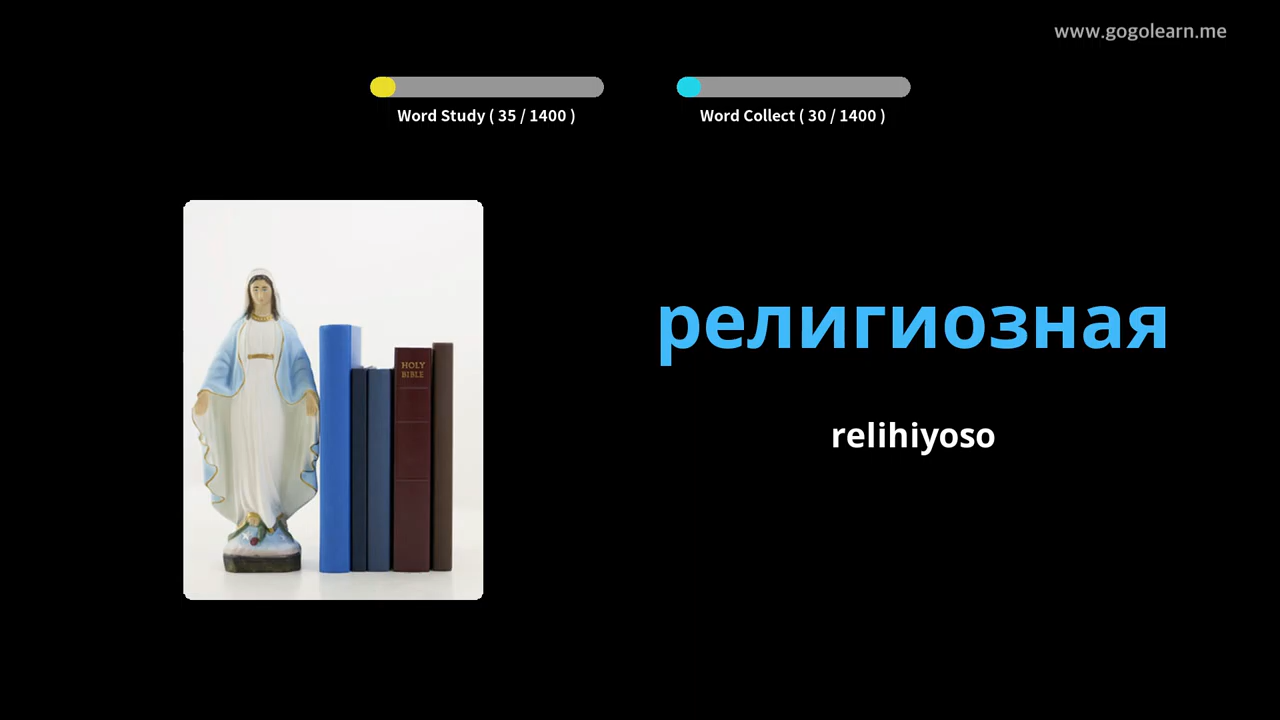 www.gogolearn.me
Word Study ( 35 / 1400 )
Word Collect ( 30 / 1400 )
HOLY
BIBLE
религиозная
relihiyoso